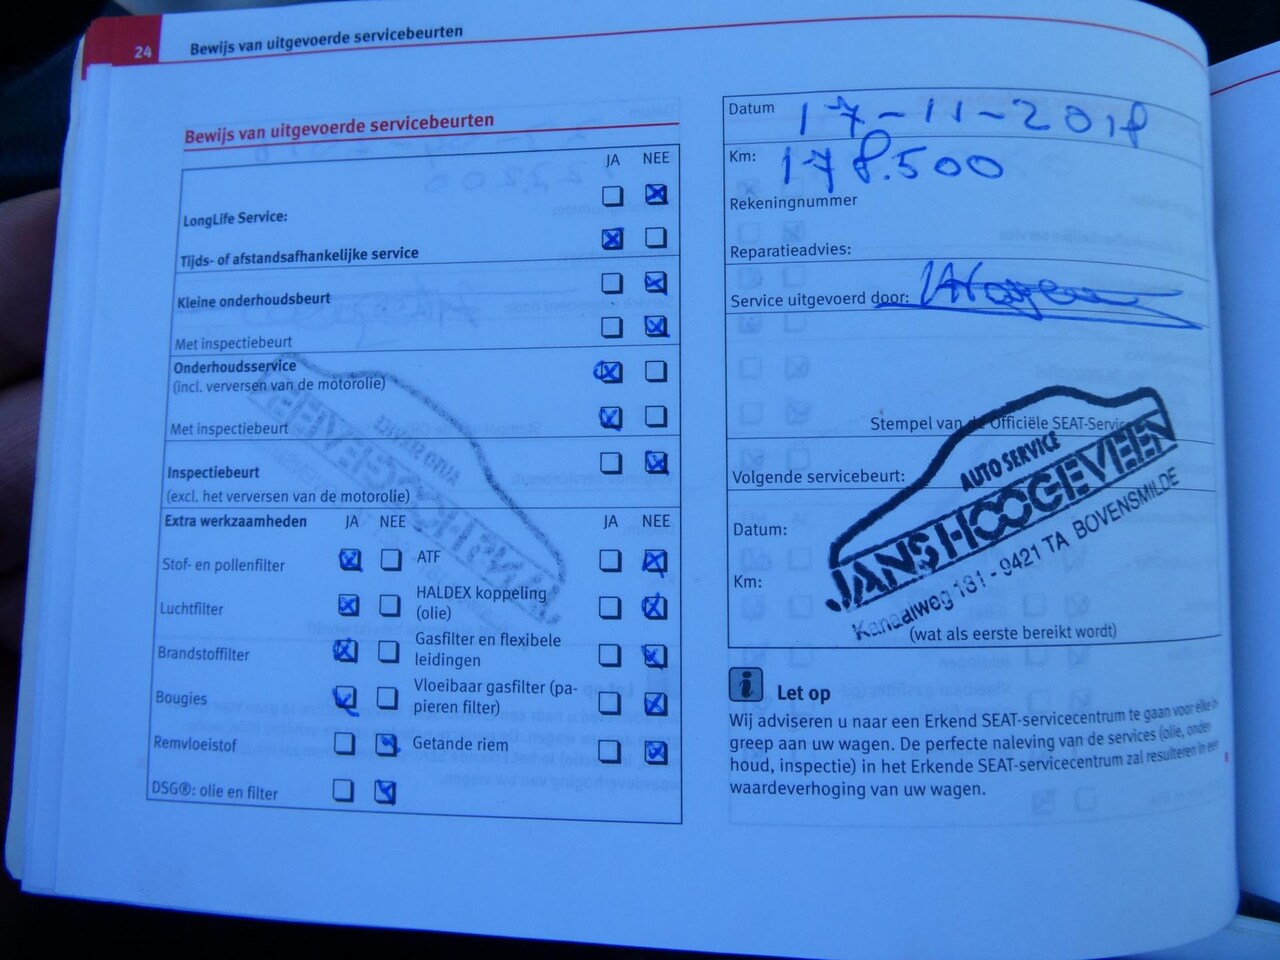 24
Bewijs van uitgevoerde servicebeurten
Bewijs van uitgevoerde servicebeurten
JA NEE
LongLife Service:
Tijds- of afstandsafhankelijke service
Kleine onderhoudsbeurt
Met inspectiebeurt
Onderhoudsservice
(incl. verversen van de motorolie)
Met inspectiebeurt
Inspectiebeurt
(excl. het verversen van de motorolie)
Extra werkzaamheden JA NEE JA NEE
Stof- en pollenfilter
ATF
Luchtfilter
HALDEX koppeling
(olie)
Brandstoffilter
Gasfilter en flexibele
leidingen
Bougies
Vloeibaar gasfilter (pa-
pieren filter)
Remvloeistof
Getande riem
DSG®: olie en filter
Datum 17-11-2018
Km: 178.500
Rekeningnummer
Reparatieadvies:
Service uitgevoerd door:
Stempel van de Officiële SEAT-Servic
Volgende servicebeurt:
Datum:
Km:
(wat als eerste bereikt wordt)
AUTO SERVICE
JANS HOOGEVEEN
Kanaalweg 131 - 9421 TA BOVENSMILDE
i Let op
Wij adviseren u naar een Erkend SEAT-servicecentrum te gaan voor elke in
greep aan uw wagen. De perfecte naleving van de services (olie, onder
houd, inspectie) in het Erkende SEAT-servicecentrum zal resulteren in een
waardeverhoging van uw wagen.